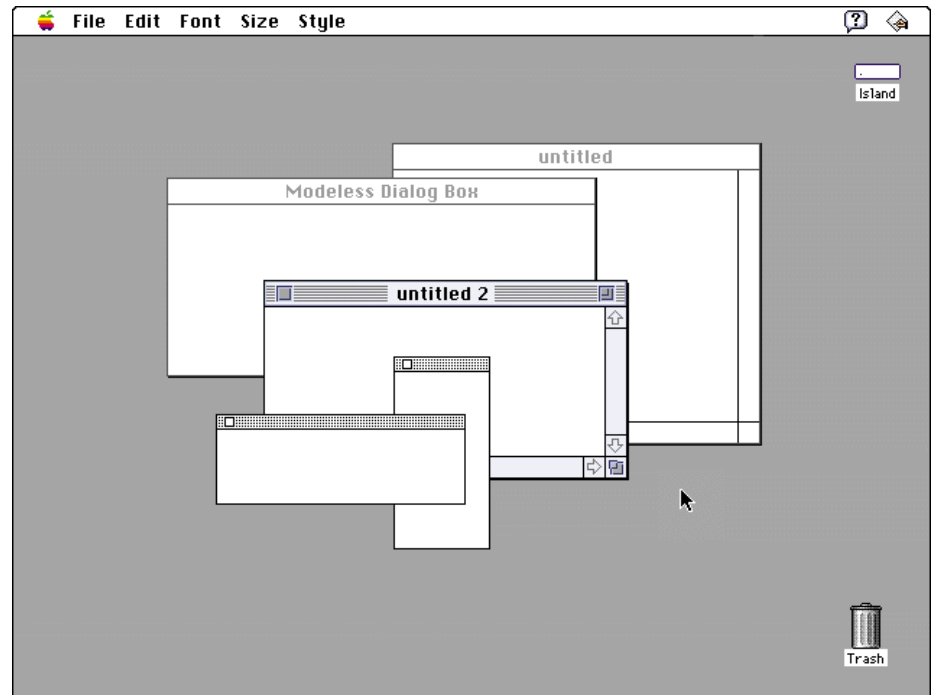 File Edit Font Size Style
?
Island
untitled
Modeless Dialog Box
untitled 2
Trash